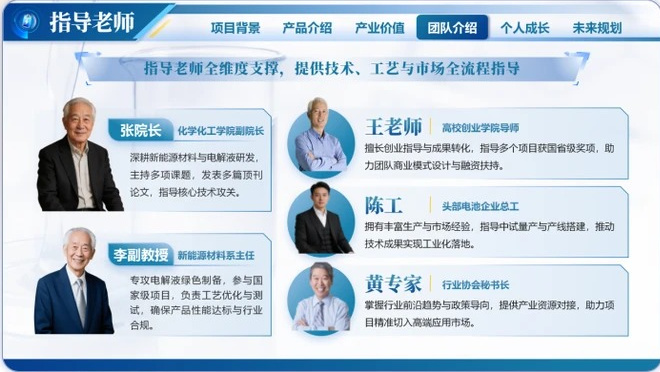 指导老师
项目背景 产品介绍 产业价值 团队介绍 个人成长 未来规划
指导老师全维度支撑，提供技术、工艺与市场全流程指导
张院长 化学化工学院副院长
深耕新能源材料与电解液研发，
主持多项课题，发表多篇顶刊
论文，指导核心技术攻关。
李副教授 新能源材料系主任
专攻电解液绿色制备，参与国
家级项目，负责工艺优化与测
试，确保产品性能达标与行业
合规。
王老师 高校创业学院导师
擅长创业指导与成果转化，指导多个项目获国省级奖项，助
力团队商业模式设计与融资扶持。
陈工 头部电池企业总工
拥有丰富生产与市场经验，指导中试量产与产线搭建，推动
技术成果实现工业化落地。
黄专家 行业协会秘书长
掌握行业前沿趋势与政策导向，提供产业资源对接，助力项
目精准切入高端应用市场。